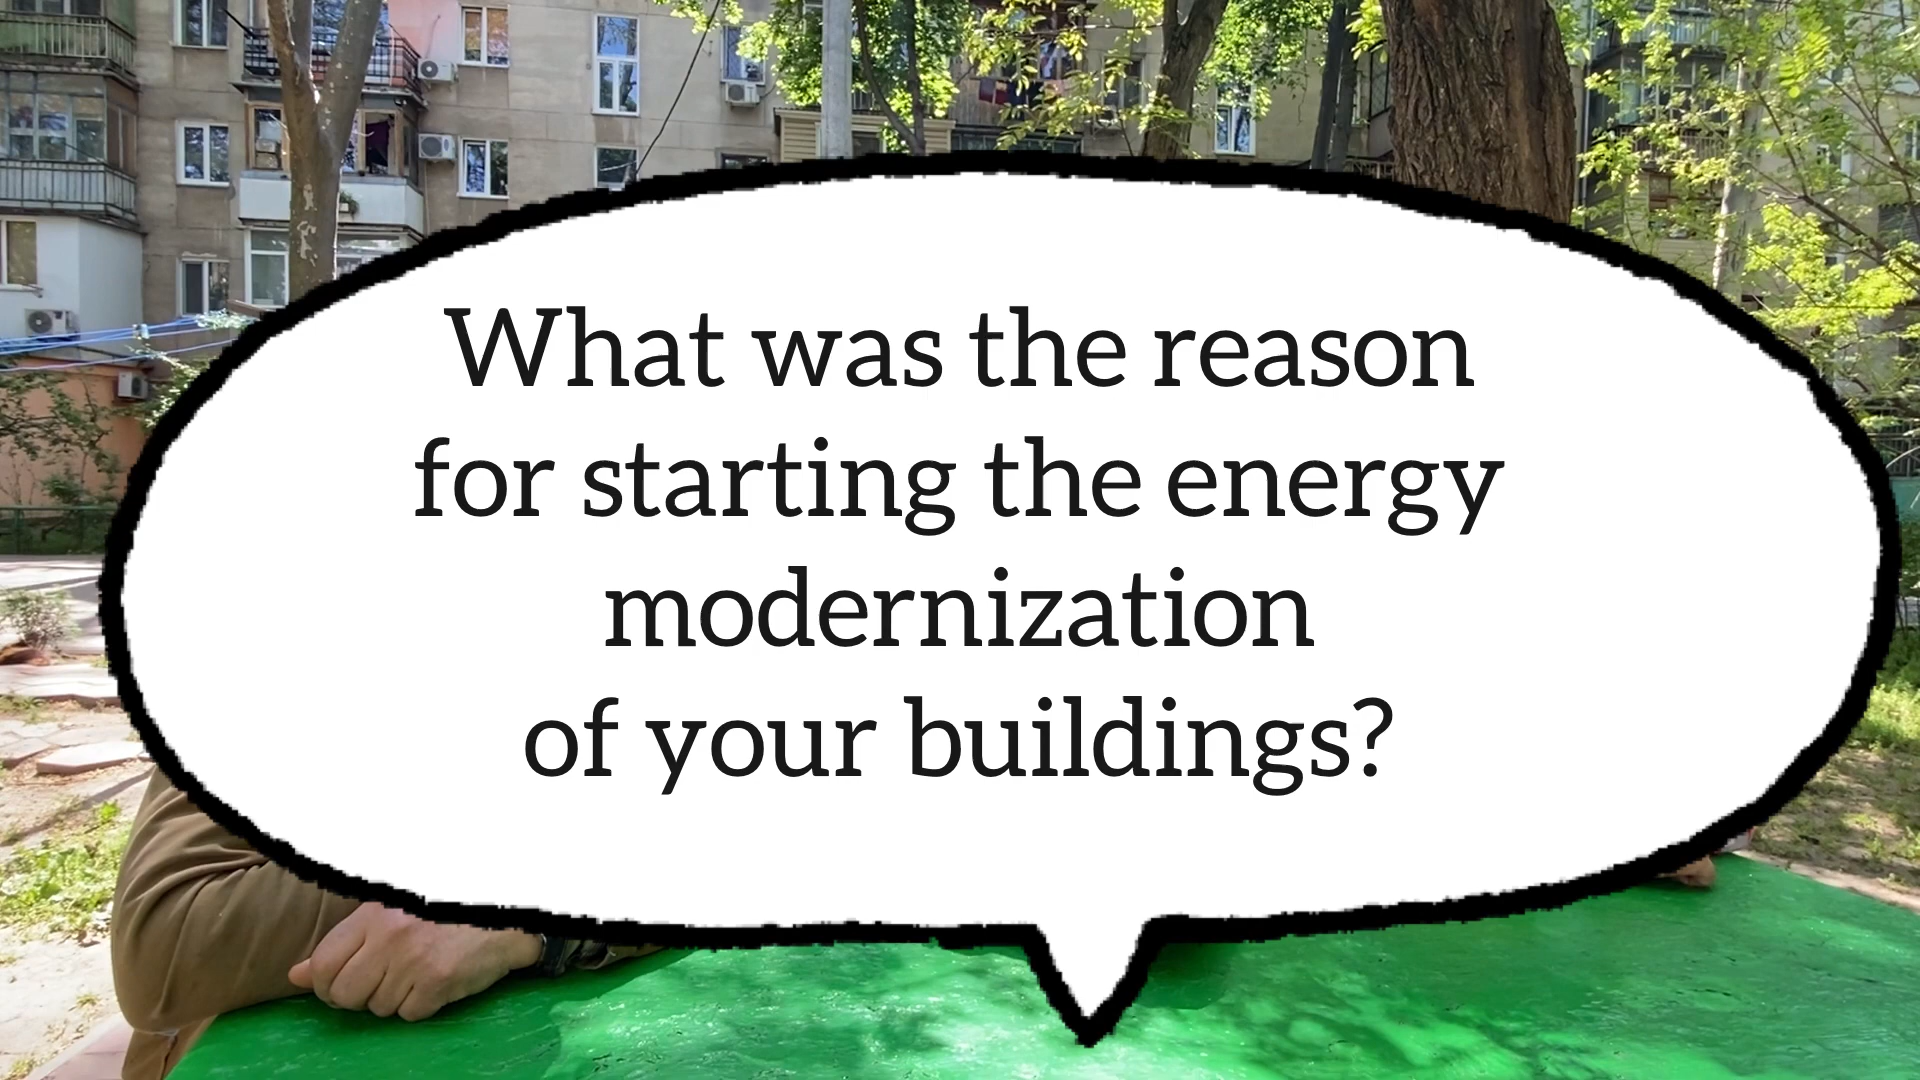 What was the reason
for starting the energy
modernization
of your buildings?